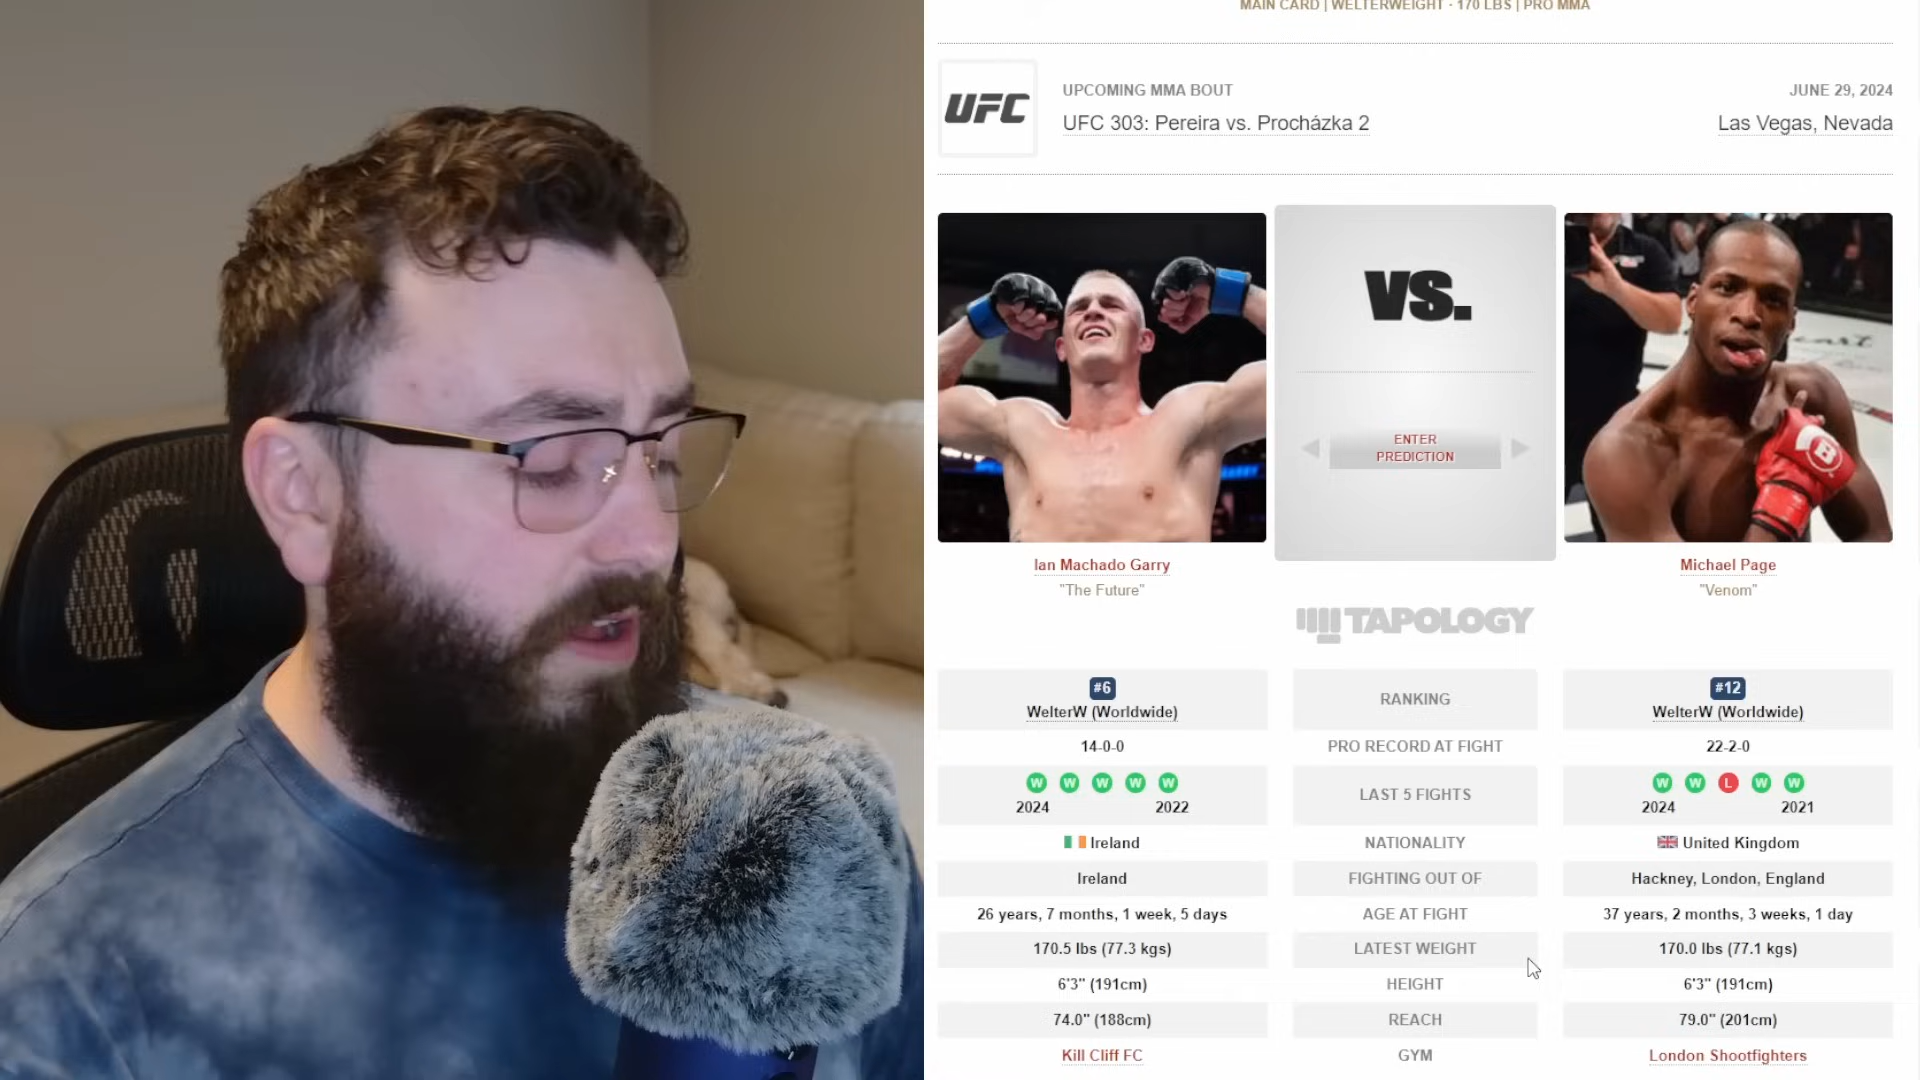 MAIN CARD | WELTERWEIGHT · 170 LBS | PRO MMA
UFC
UPCOMING MMA BOUT
JUNE 29, 2024
UFC 303: Pereira vs. Procházka 2
Las Vegas, Nevada
VS.
ENTER
PREDICTION
B
Ian Machado Garry
Michael Page
"The Future"
"Venom"
TAPOLOGY
#6
RANKING
#12
WelterW (Worldwide)
WelterW (Worldwide)
14-0-0
PRO RECORD AT FIGHT
22-2-0
W W W W W
LAST 5 FIGHTS
W W L W W
2024 2022
2024 2021
Ireland
NATIONALITY
United Kingdom
Ireland
FIGHTING OUT OF
Hackney, London, England
26 years, 7 months, 1 week, 5 days
AGE AT FIGHT
37 years, 2 months, 3 weeks, 1 day
170.5 lbs (77.3 kgs)
LATEST WEIGHT
170.0 lbs (77.1 kgs)
6'3" (191cm)
HEIGHT
6'3" (191cm)
74.0" (188cm)
REACH
79.0" (201cm)
Kill Cliff FC
GYM
London Shootfighters